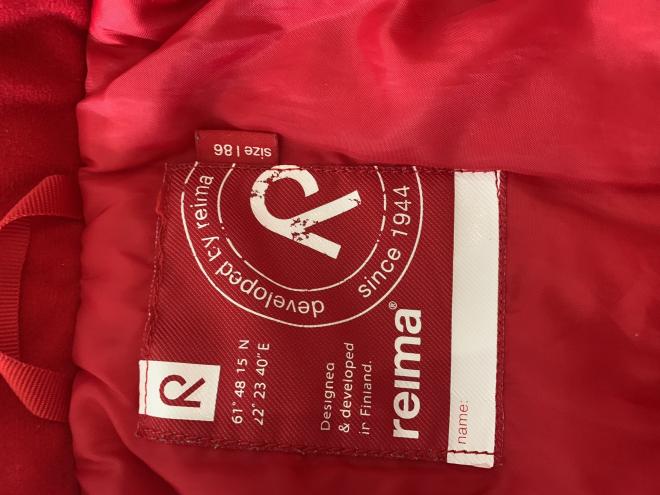 size | 86
developed by reima
since 1944
R
61° 48 15 N
22° 23 40"E
Designed
& developed
in Finland.
reima®
name: